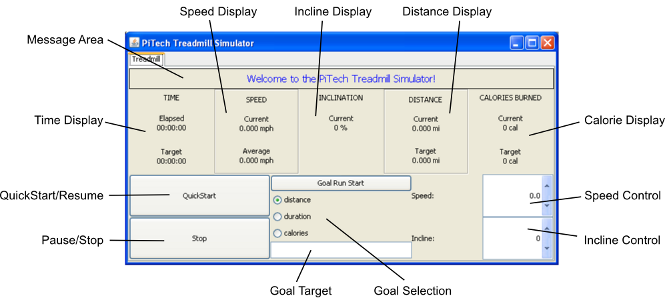 Speed Display
Incline Display
Distance Display
Message Area
PiTech Treadmill Simulator
Treadmill
Welcome to the PiTech Treadmill Simulator!
TIME
SPEED
INCLINATION
DISTANCE
CALORIES BURNED
Time Display
Elapsed
00:00:00
Current
0.000 mph
Current
0 %
Current
0.000 mi
Current
0 cal
Calorie Display
Target
00:00:00
Average
0.000 mph
Target
0.000 mi
Target
0 cal
QuickStart/Resume
QuickStart
Goal Run Start
distance
duration
calories
Speed:
0.0
Speed Control
Pause/Stop
Stop
Incline:
0
Incline Control
Goal Target
Goal Selection